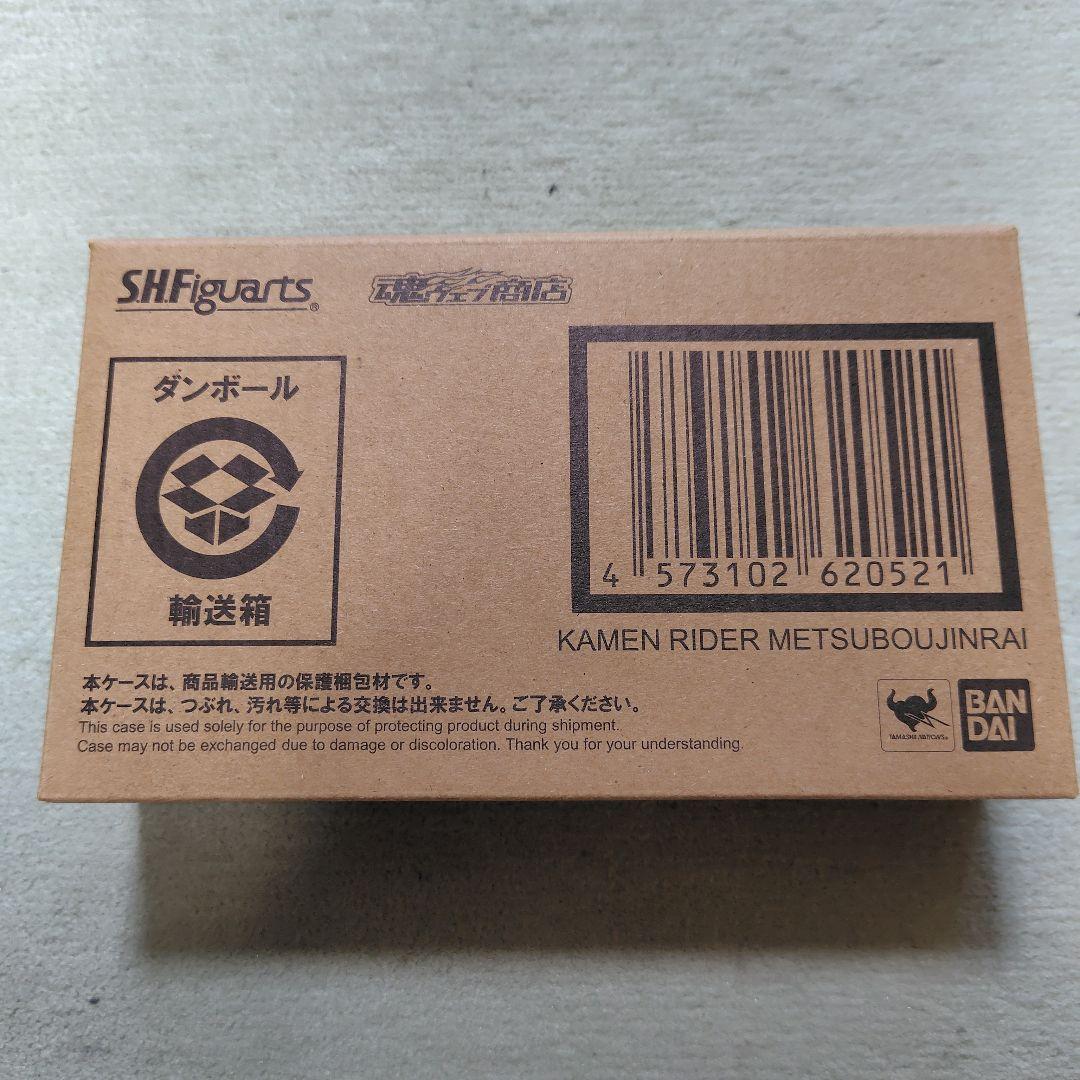 S.H.Figuarts®
魂ウェブ商店
ダンボール
輸送箱
4 573102 620521
KAMEN RIDER METSUBOUJINRAI
本ケースは、商品輸送用の保護梱包材です。
本ケースは、つぶれ、汚れ等による交換は出来ません。ご了承ください。
This case is used solely for the purpose of protecting product during shipment.
Case may not be exchanged due to damage or discoloration. Thank you for your understanding.
TAMASHII NATIONS®
BAN
DAI